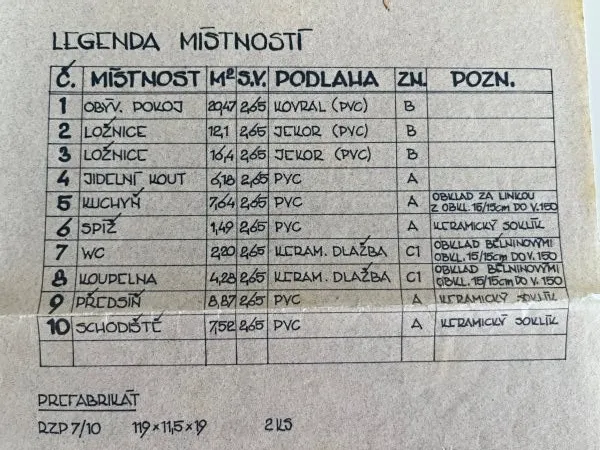 LEGENDA MÍSTNOSTÍ
Č. MÍSTNOST M² S.V. PODLAHA ZN. POZN.
1 OBÝV. POKOJ 20,47 2,65 KOVRAL (PVC) B
2 LOŽNICE 12,1 2,65 JEKOR (PVC) B
3 LOŽNICE 16,4 2,65 JEKOR (PVC) B
4 JIDELNÍ KOUT 6,18 2,65 PVC A
5 KUCHYŇ 7,64 2,65 PVC A OBKLAD ZA LINKOU
Z OBKL. 15/15cm DO V. 150
6 SPÍŽ 1,49 2,65 PVC A KERAMICKÝ SOKLÍK
7 WC 2,20 2,65 KERAM. DLAŽBA C1 OBKLAD BĚLNINOVÝMI
OBKL. 15/15cm DO V. 150
8 KOUPELNA 4,28 2,65 KERAM. DLAŽBA C1 OBKLAD BĚLNINOVÝMI
OBKL. 15/15cm DO V. 150
9 PŘEDSÍŇ 8,87 2,65 PVC A KERAMICKÝ SOKLÍK
10 SCHODIŠTĚ 7,52 2,65 PVC A KERAMICKÝ SOKLÍK
PREFABRIKÁT
RZP 7/10 119×11,5×19 2 KS